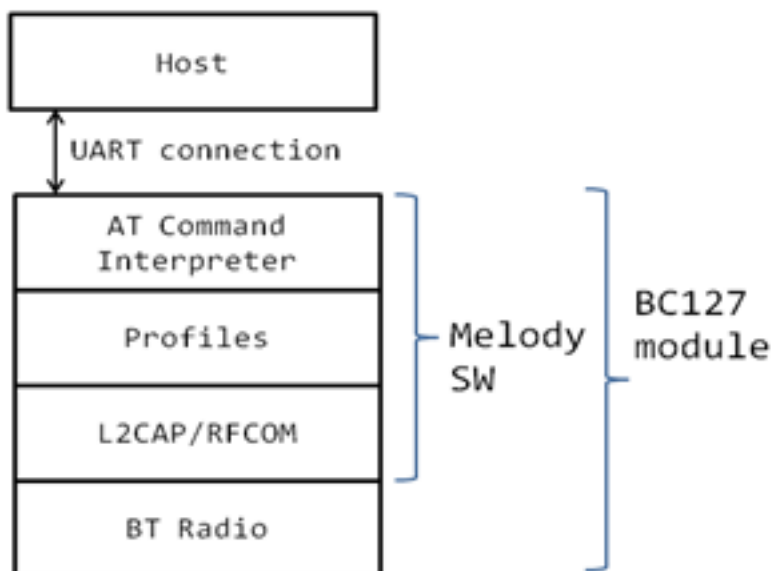 Host
UART connection
AT Command
Interpreter
Profiles
L2CAP/RFCOM
BT Radio
Melody
SW
BC127
module